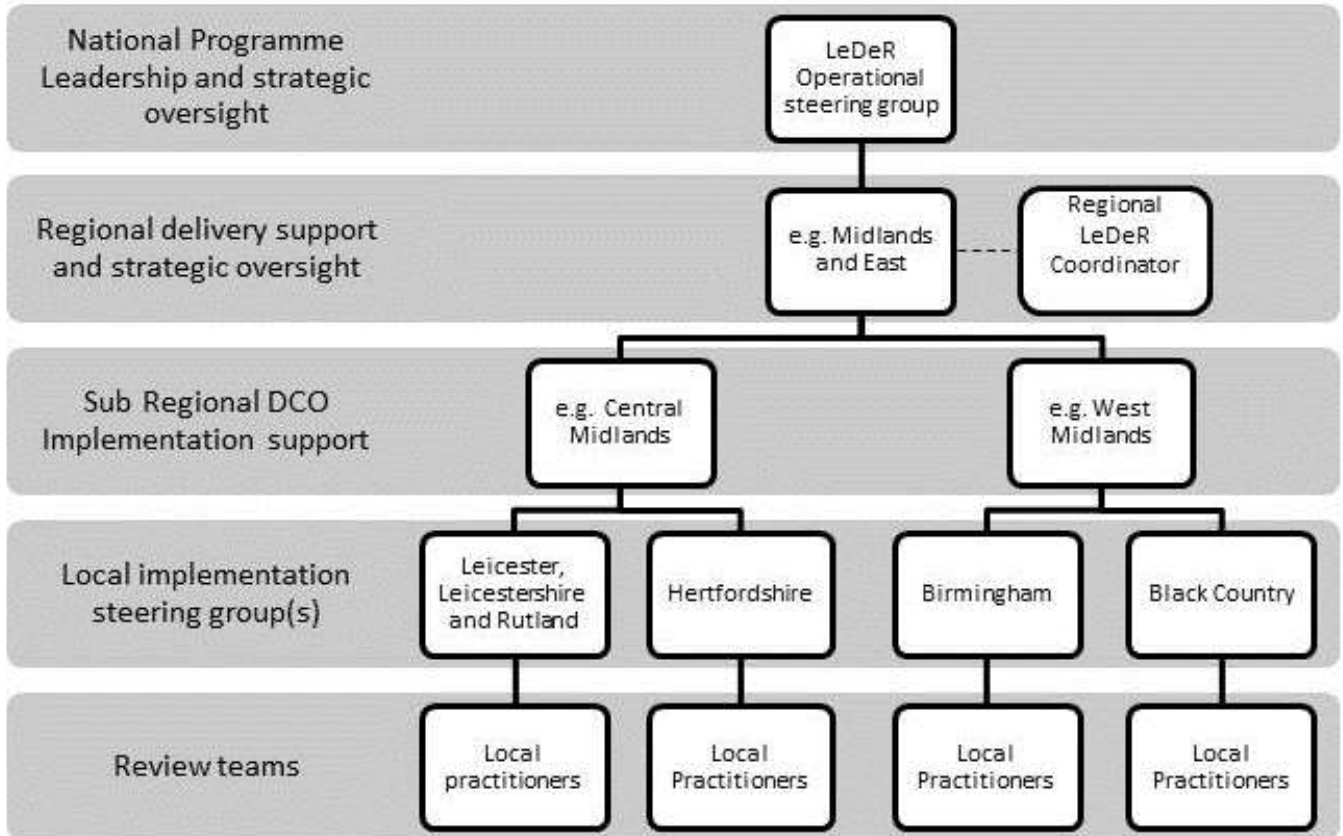 National Programme
Leadership and strategic
oversight
LeDeR
Operational
steering group
Regional delivery support
and strategic oversight
e.g. Midlands
and East
Regional
LeDeR
Coordinator
Sub Regional DCO
Implementation support
e.g. Central
Midlands
e.g. West
Midlands
Local implementation
steering group(s)
Leicester,
Leicestershire
and Rutland
Hertfordshire
Birmingham
Black Country
Review teams
Local
practitioners
Local
Practitioners
Local
Practitioners
Local
Practitioners